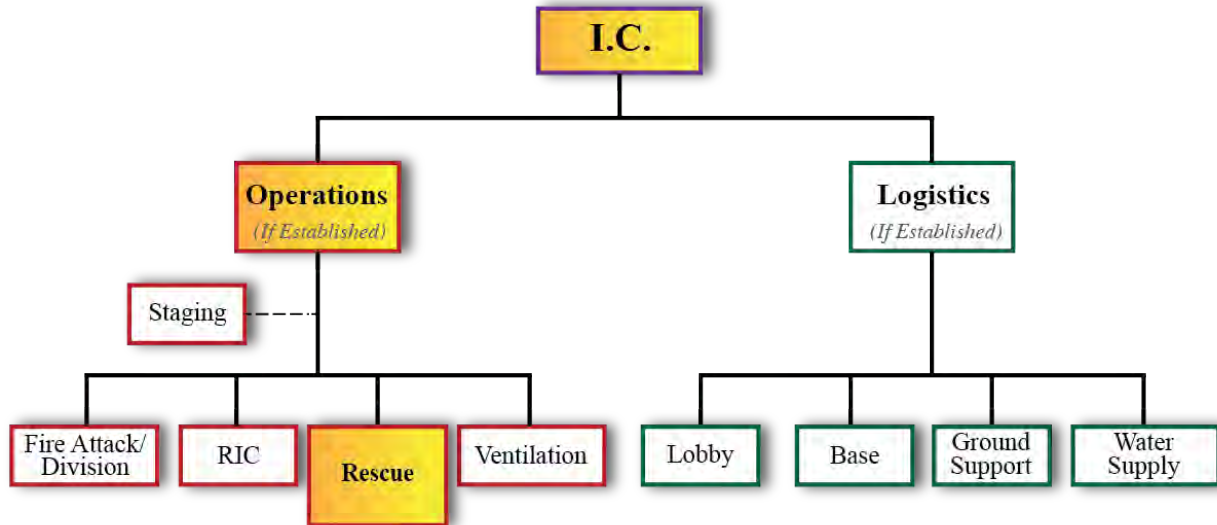 I.C.
Operations
(If Established)
Logistics
(If Established)
Staging
Fire Attack/
Division
RIC
Rescue
Ventilation
Lobby
Base
Ground
Support
Water
Supply